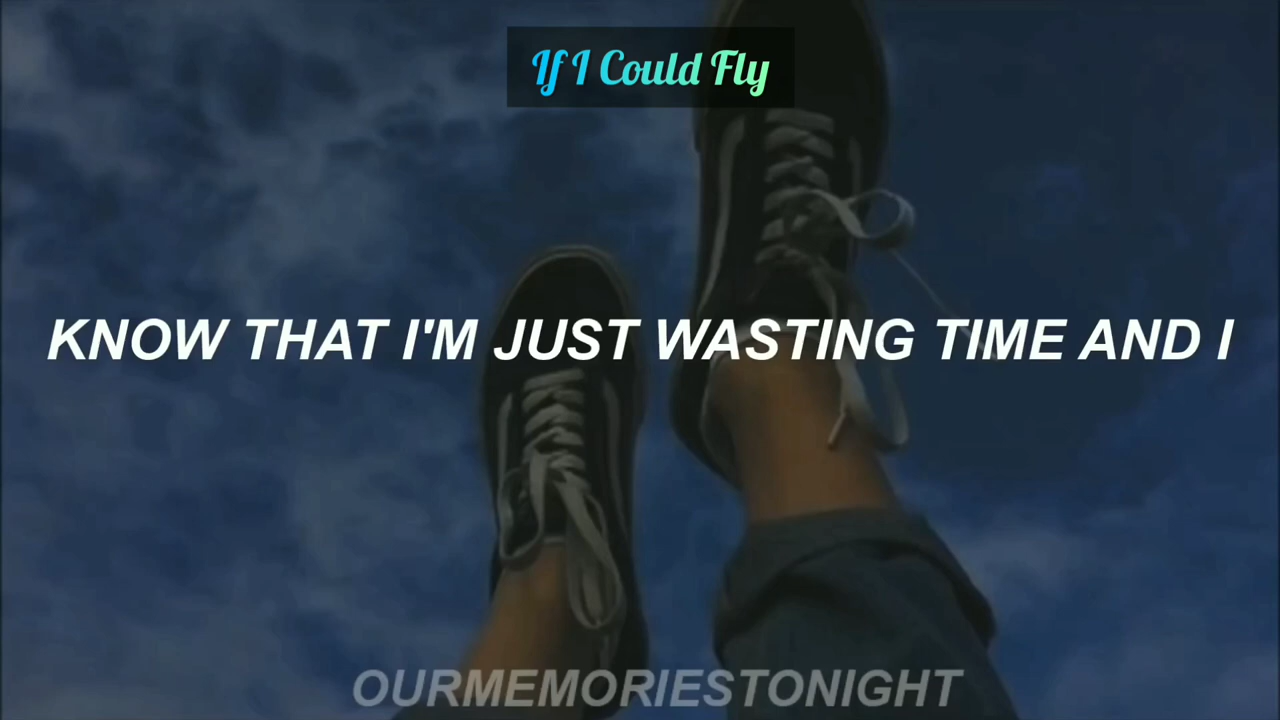 If I Could Fly
KNOW THAT I'M JUST WASTING TIME AND I
OURMEMORIESTONIGHT